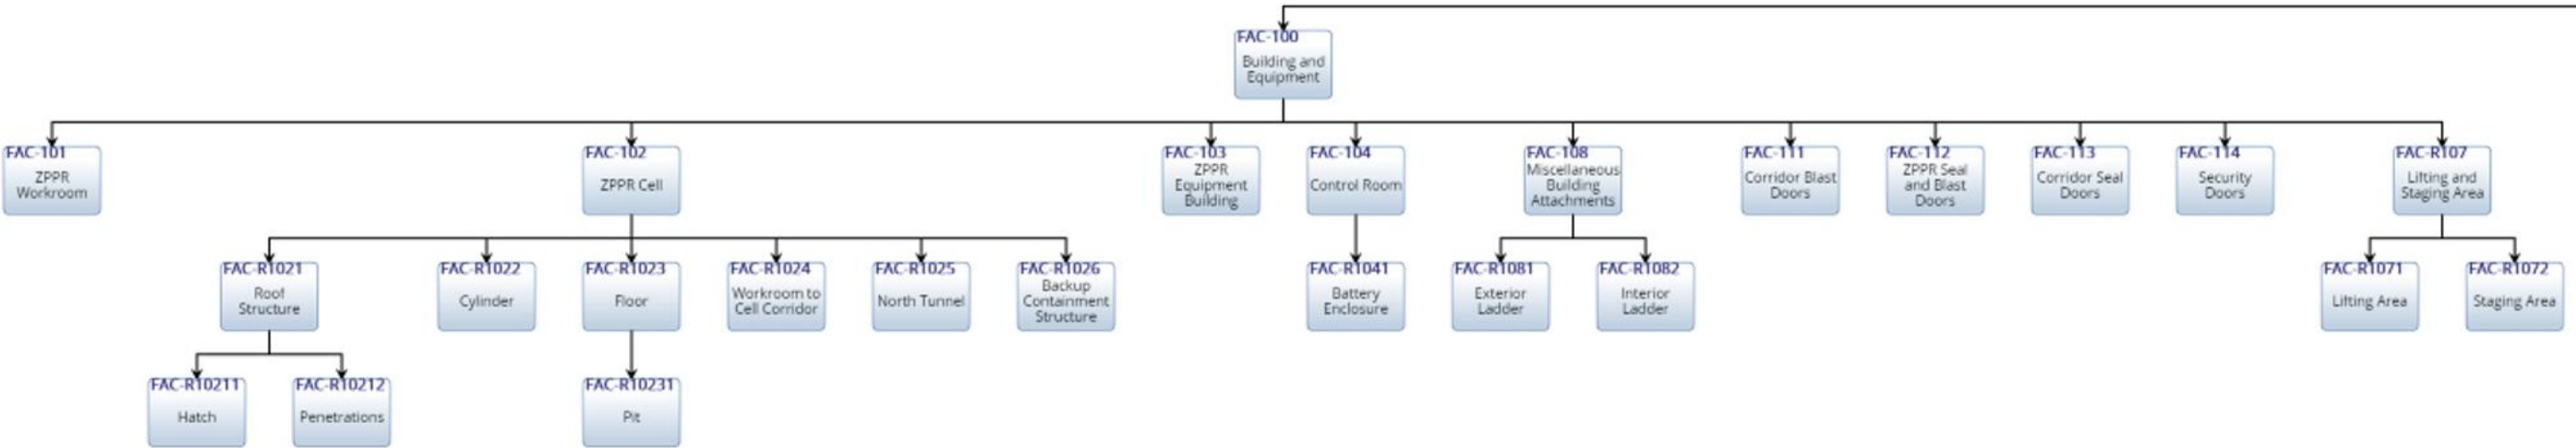 FAC-100
Building and
Equipment
FAC-101
ZPPR
Workroom
FAC-102
ZPPR Cell
FAC-103
ZPPR
Equipment
Building
FAC-104
Control Room
FAC-108
Miscellaneous
Building
Attachments
FAC-111
Corridor Blast
Doors
FAC-112
ZPPR Seal
and Blast
Doors
FAC-113
Corridor Seal
Doors
FAC-114
Security
Doors
FAC-R107
Lifting and
Staging Area
FAC-R1021
Roof
Structure
FAC-R1022
Cylinder
FAC-R1023
Floor
FAC-R1024
Workroom to
Cell Corridor
FAC-R1025
North Tunnel
FAC-R1026
Backup
Containment
Structure
FAC-R1041
Battery
Enclosure
FAC-R1081
Exterior
Ladder
FAC-R1082
Interior
Ladder
FAC-R1071
Lifting Area
FAC-R1072
Staging Area
FAC-R10211
Hatch
FAC-R10212
Penetrations
FAC-R10231
Pit